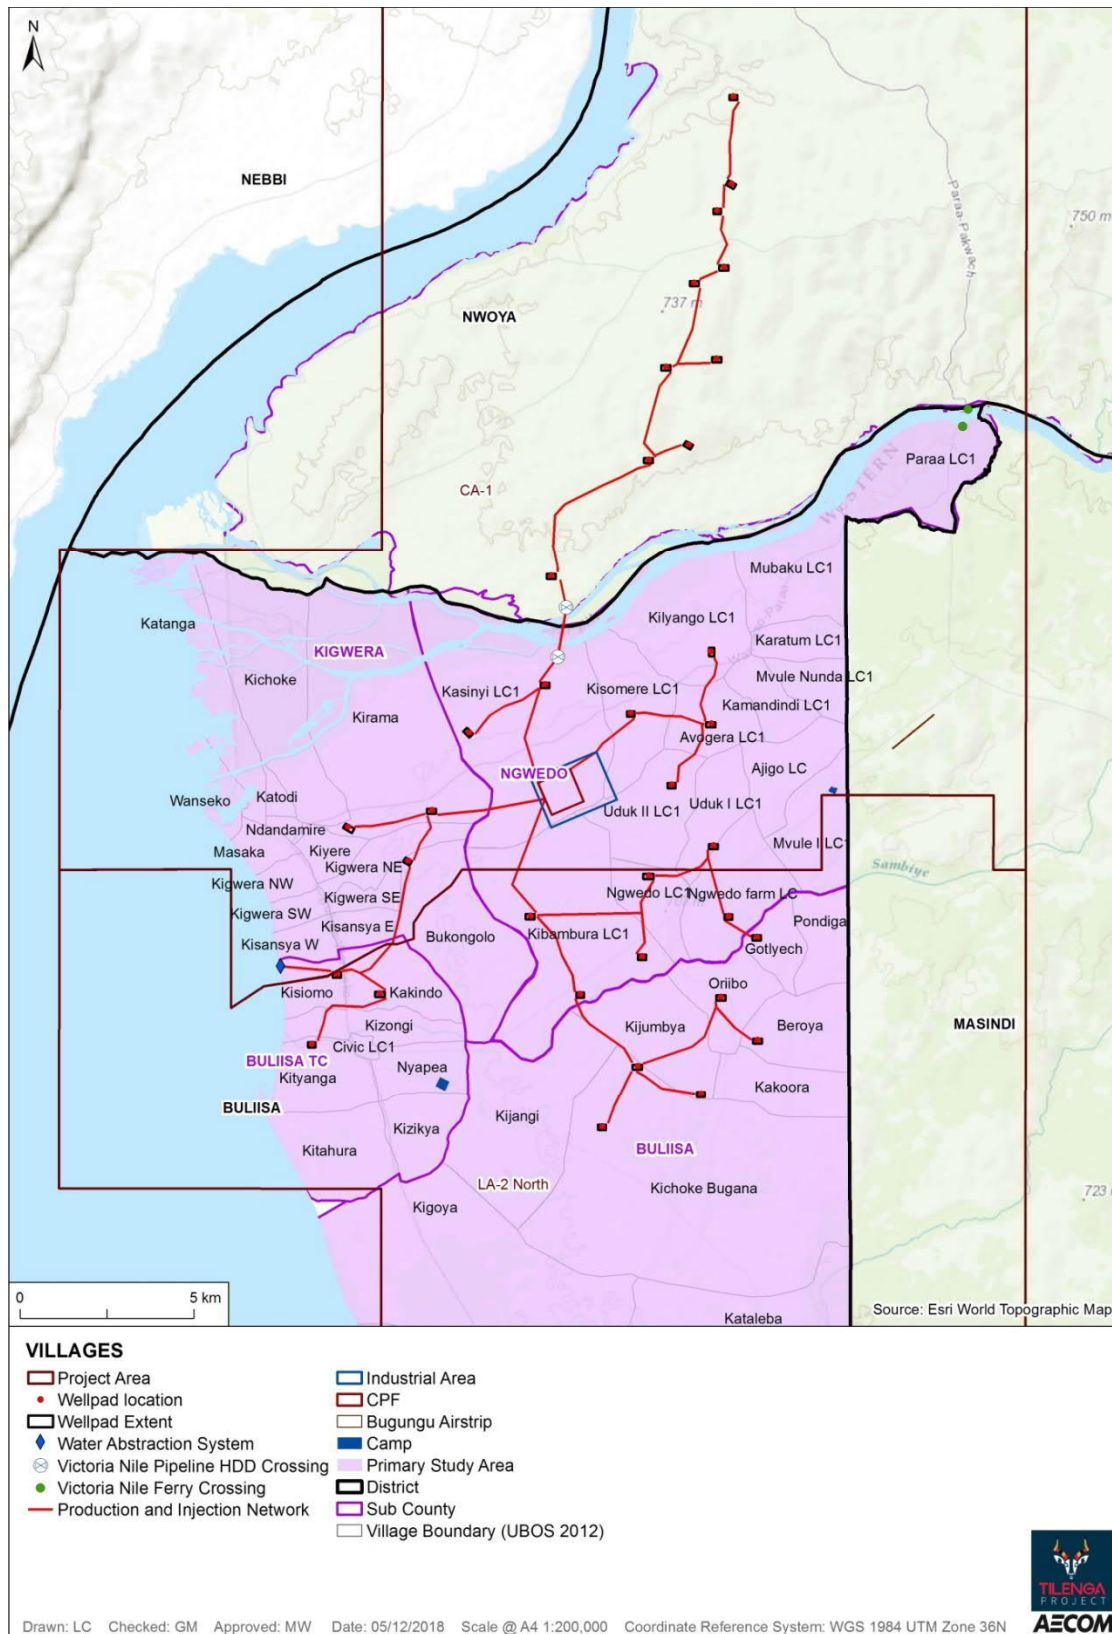 N
NEBBI
Paraa-Pakwach
750 m
737 m
NWOYA
CA-1
WESTERN
Paraa LC1
Mubaku LC1
Katanga
Kilyango LC1
KIGWERA
Karatum LC1
Kichoke
Kasinyi LC1
Kisomere LC1
Mvule Nunda LC1
Kirama
Kamandindi LC1
Avogera LC1
NGWEDO
Ajigo LC
Wanseko
Katodi
Uduk II LC1
Uduk I LC1
Ndandamire
Masaka
Kiyere
Mvule I LC1
Kigwera NE
Sambiye
Kigwera NW
Kigwera SE
Ngwedo LC1
Ngwedo farm LC
Kigwera SW
Kisansya E
Pondiga
Kisansya W
Bukongolo
Kibambura LC1
Gotlyech
Kisiomo
Kakindo
Oriibo
Kizongi
Kijumbya
Beroya
MASINDI
Civic LC1
BULIISA TC
Nyapea
Kityanga
Kakoora
BULIISA
Kijangi
Kizikya
Kitahura
BULIISA
LA-2 North
Kichoke Bugana
723 m
Kigoya
0 5 km
Source: Esri World Topographic Map
Kataleba
VILLAGES
Project Area
Wellpad location
Wellpad Extent
Water Abstraction System
Victoria Nile Pipeline HDD Crossing
Victoria Nile Ferry Crossing
Production and Injection Network
Industrial Area
CPF
Bugungu Airstrip
Camp
Primary Study Area
District
Sub County
Village Boundary (UBOS 2012)
TILENGA
PROJECT
AECOM
Drawn: LC Checked: GM Approved: MW Date: 05/12/2018 Scale @ A4 1:200,000 Coordinate Reference System: WGS 1984 UTM Zone 36N